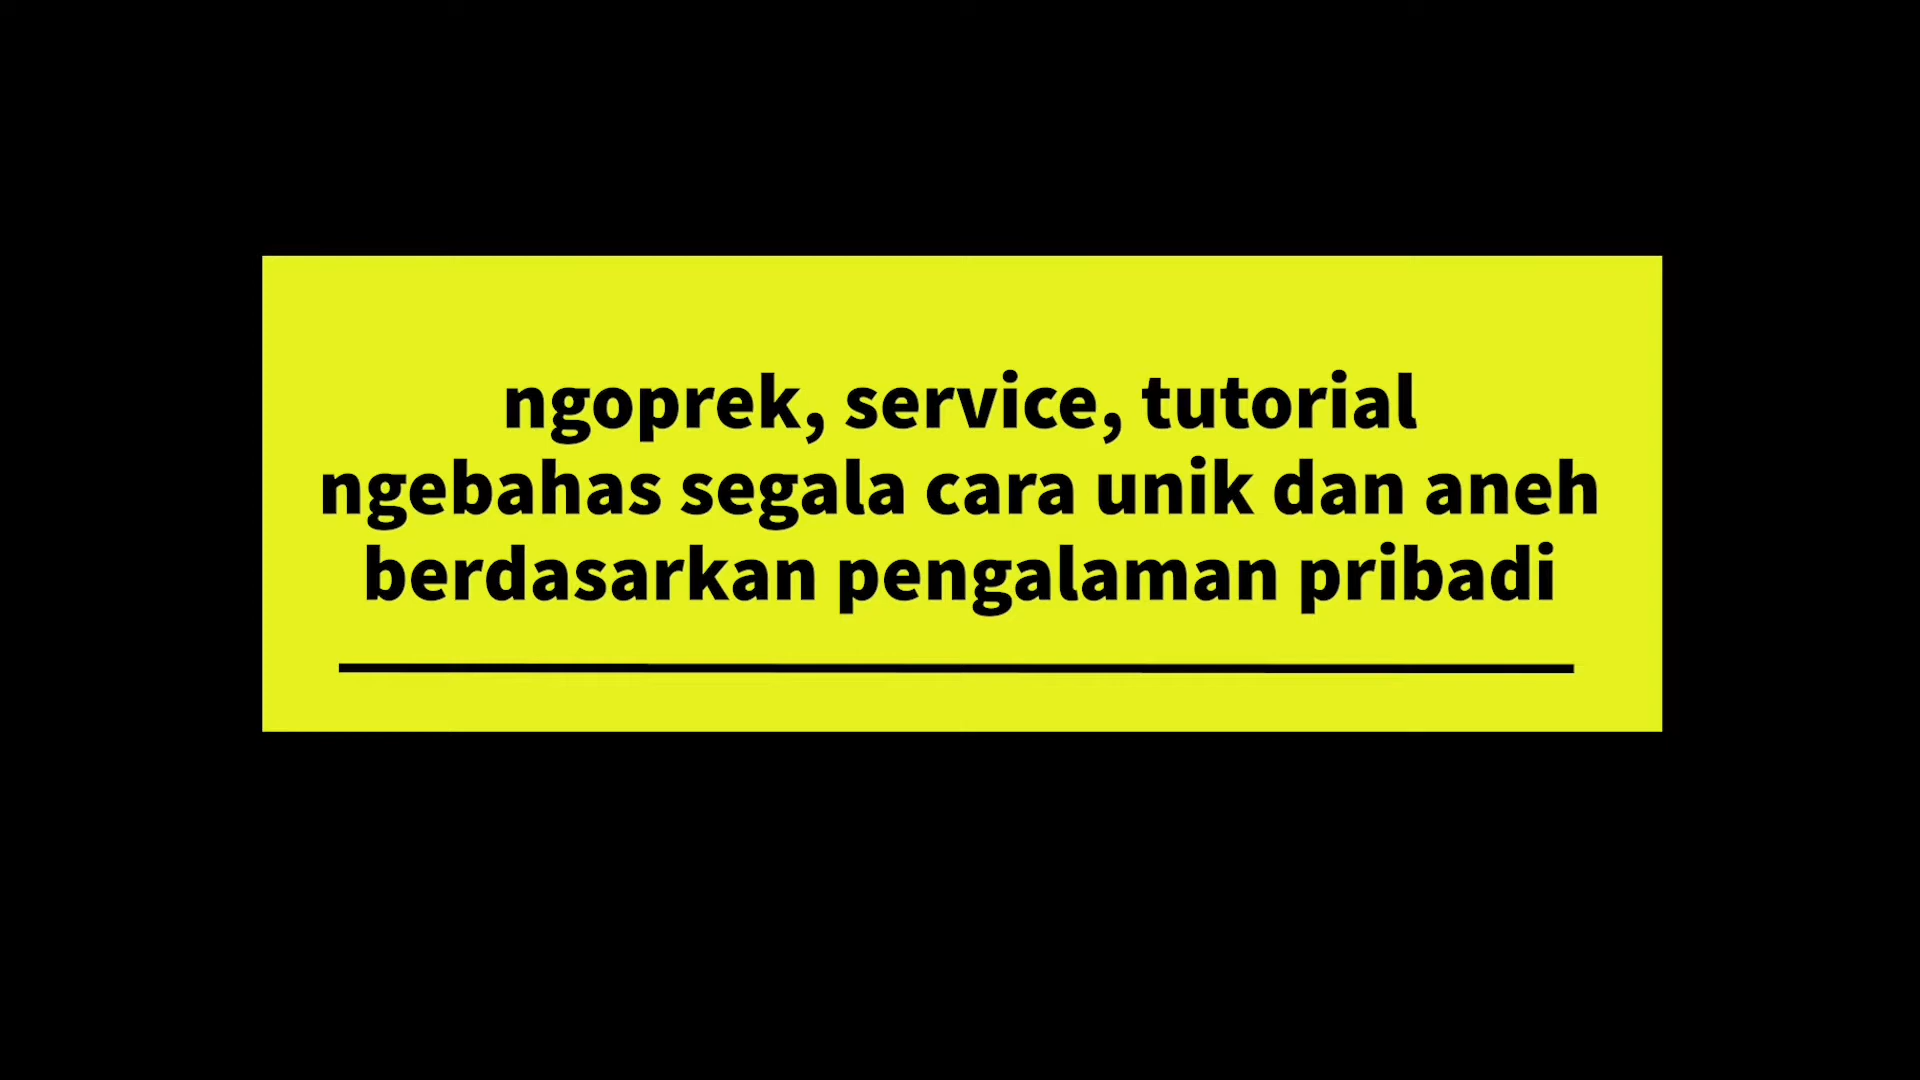 ngoprek, service, tutorial
ngebahas segala cara unik dan aneh
berdasarkan pengalaman pribadi